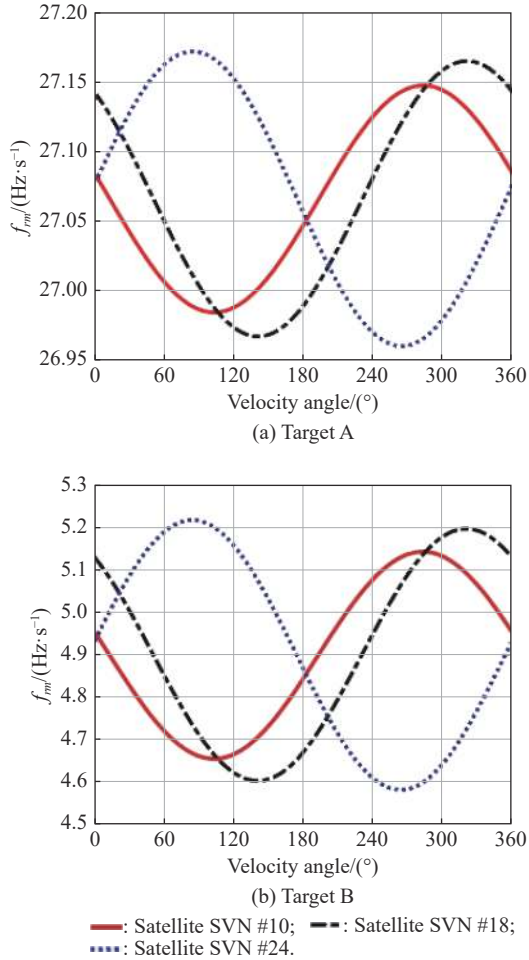 27.20
27.15
27.10
27.05
27.00
26.95
f_rm/(Hz·s⁻¹)
0 60 120 180 240 300 360
Velocity angle/(°)
(a) Target A
5.3
5.2
5.1
5.0
4.9
4.8
4.7
4.6
4.5
f_rm/(Hz·s⁻¹)
0 60 120 180 240 300 360
Velocity angle/(°)
(b) Target B
: Satellite SVN #10; : Satellite SVN #18;
: Satellite SVN #24.